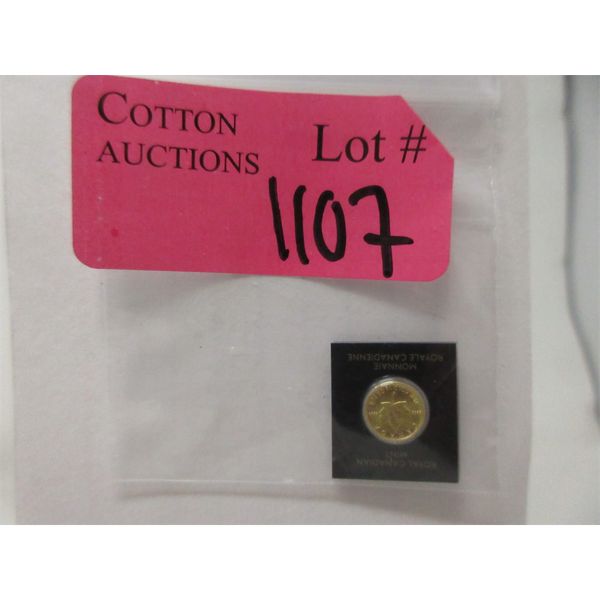 COTTON
AUCTIONS
Lot #
1107
ROYAL CANADIAN
MINT
MONNAIE
ROYALE CANADIENNE